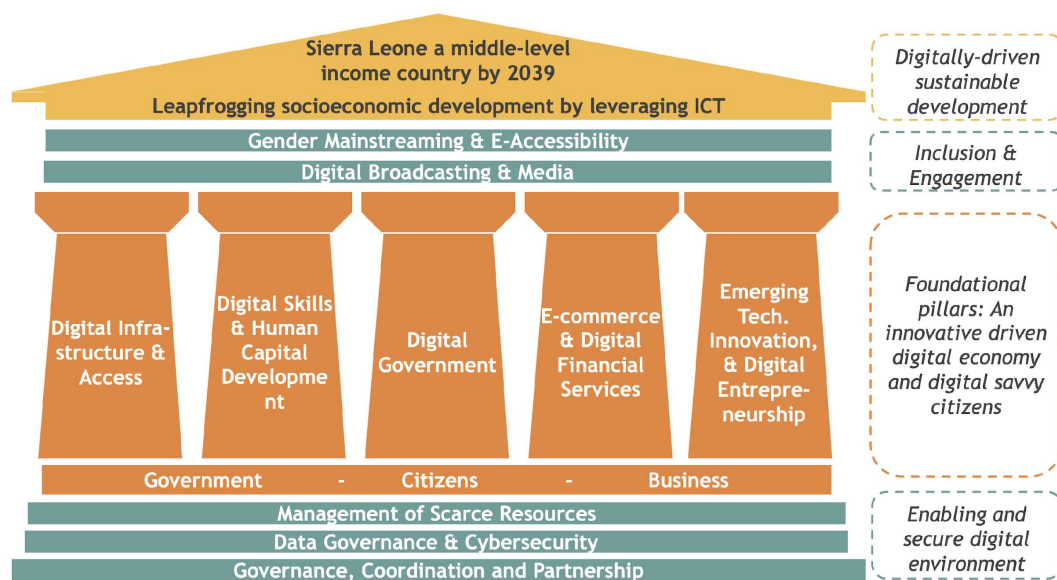 Sierra Leone a middle-level
income country by 2039
Leapfrogging socioeconomic development by leveraging ICT
Digitally-driven
sustainable
development
Gender Mainstreaming & E-Accessibility
Digital Broadcasting & Media
Inclusion &
Engagement
Digital Infra-
structure &
Access
Digital Skills
& Human
Capital
Developme
nt
Digital
Government
E-commerce
& Digital
Financial
Services
Emerging
Tech.
Innovation,
& Digital
Entrepre-
neurship
Foundational
pillars: An
innovative driven
digital economy
and digital savvy
citizens
Government - Citizens - Business
Management of Scarce Resources
Data Governance & Cybersecurity
Governance, Coordination and Partnership
Enabling and
secure digital
environment